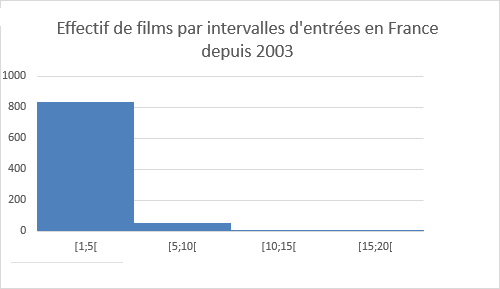 Effectif de films par intervalles d'entrées en France
depuis 2003
1000
800
600
400
200
0
[1;5[ [5;10[ [10;15[ [15;20[